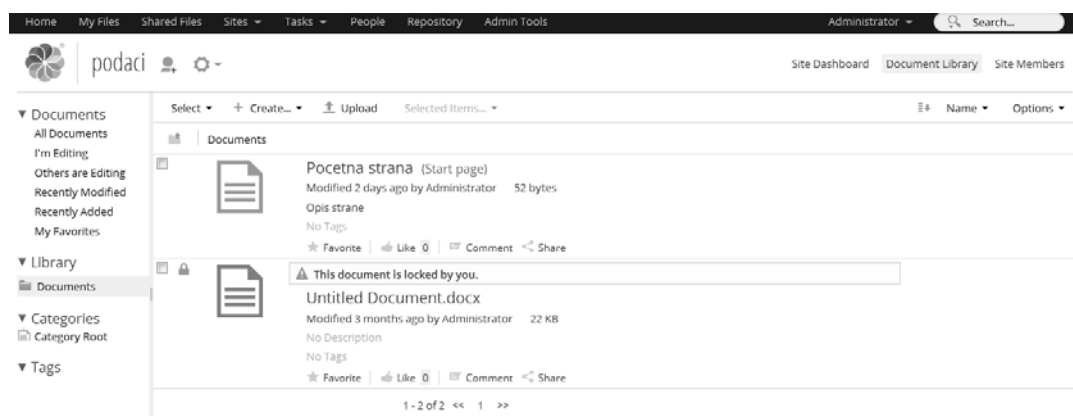 Home My Files Shared Files Sites Tasks People Repository Admin Tools Administrator Search...
podaci Site Dashboard Document Library Site Members
Select + Create... Upload Selected Items... Name Options
Documents
All Documents
I'm Editing
Others are Editing
Recently Modified
Recently Added
My Favorites
Library
Documents
Categories
Category Root
Tags
Documents
Pocetna strana (Start page)
Modified 2 days ago by Administrator 52 bytes
Opis strane
No Tags
Favorite Like 0 Comment Share
This document is locked by you.
Untitled Document.docx
Modified 3 months ago by Administrator 22 KB
No Description
No Tags
Favorite Like 0 Comment Share
1 - 2 of 2 << 1 >>